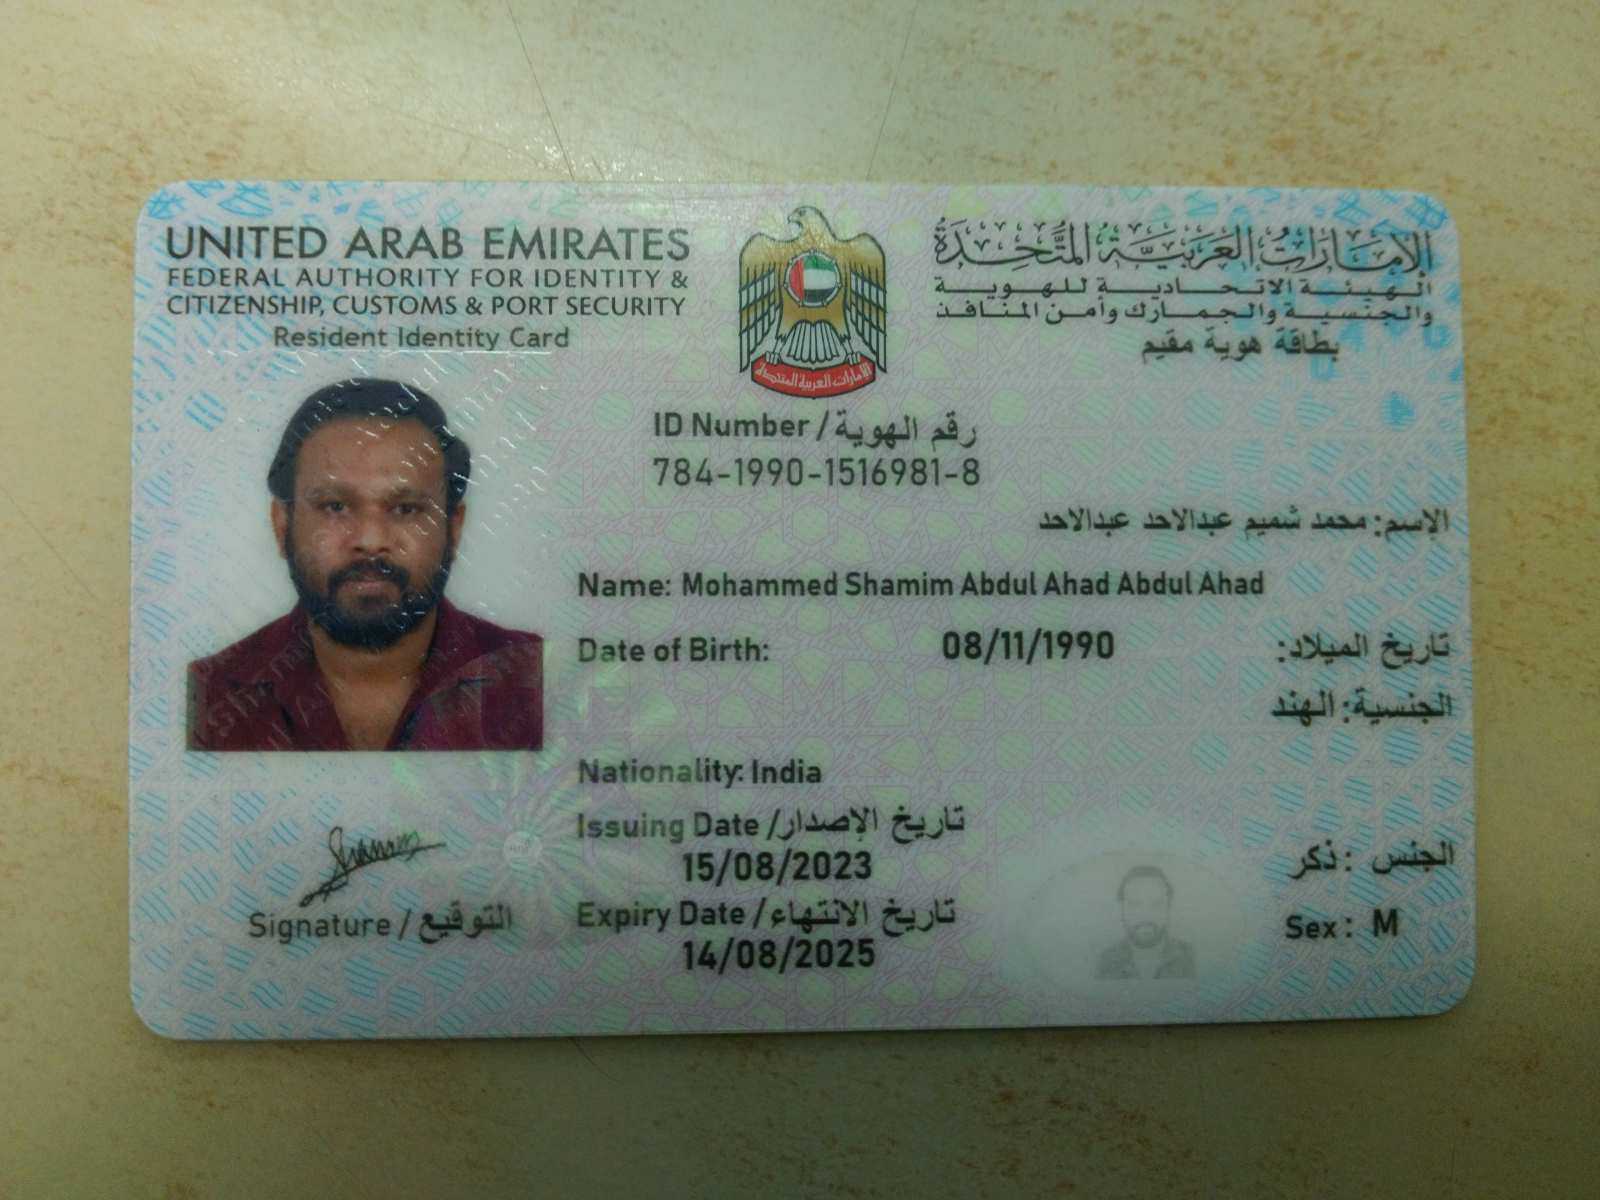 UNITED ARAB EMIRATES
FEDERAL AUTHORITY FOR IDENTITY &
CITIZENSHIP, CUSTOMS & PORT SECURITY
Resident Identity Card
الإمارات العربية المتحدة
الهيئة الاتحادية للهوية
والجنسية والجمارك وأمن المنافذ
بطاقة هوية مقيم
الإمارات العربية المتحدة
ID Number / رقم الهوية
784-1990-1516981-8
الإسم: محمد شميم عبدالاحد عبدالاحد
Name: Mohammed Shamim Abdul Ahad Abdul Ahad
Date of Birth: 08/11/1990 تاريخ الميلاد:
الجنسية: الهند
Nationality: India
Issuing Date / تاريخ الإصدار
15/08/2023
Expiry Date / تاريخ الانتهاء
14/08/2025
الجنس : ذكر
Sex: M
Signature / التوقيع